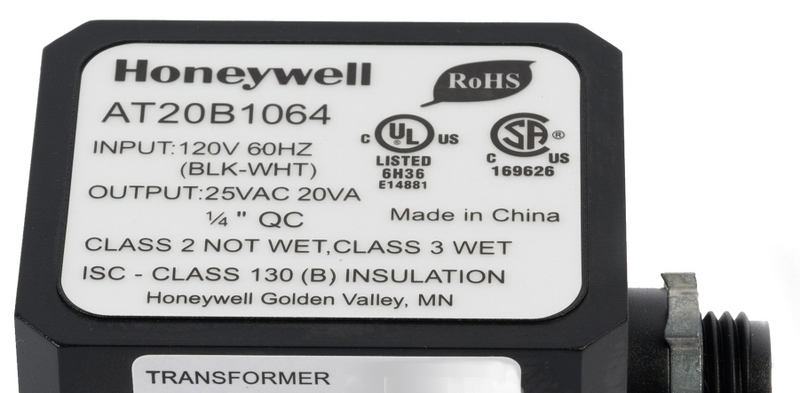 Honeywell
RoHS
AT20B1064
INPUT:120V 60HZ
(BLK-WHT)
C UL US
LISTED
6H36
E14881
SA ®
C US
169626
OUTPUT:25VAC 20VA
¼ " QC
Made in China
CLASS 2 NOT WET,CLASS 3 WET
ISC - CLASS 130 (B) INSULATION
Honeywell Golden Valley, MN
TRANSFORMER